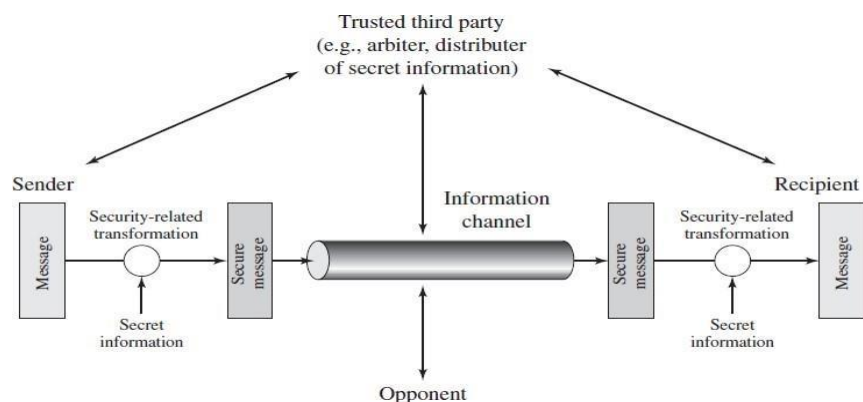 Trusted third party
(e.g., arbiter, distributer
of secret information)
Sender
Recipient
Information
channel
Security-related
transformation
Security-related
transformation
Message
Secure
message
Secure
message
Message
Secret
information
Secret
information
Opponent